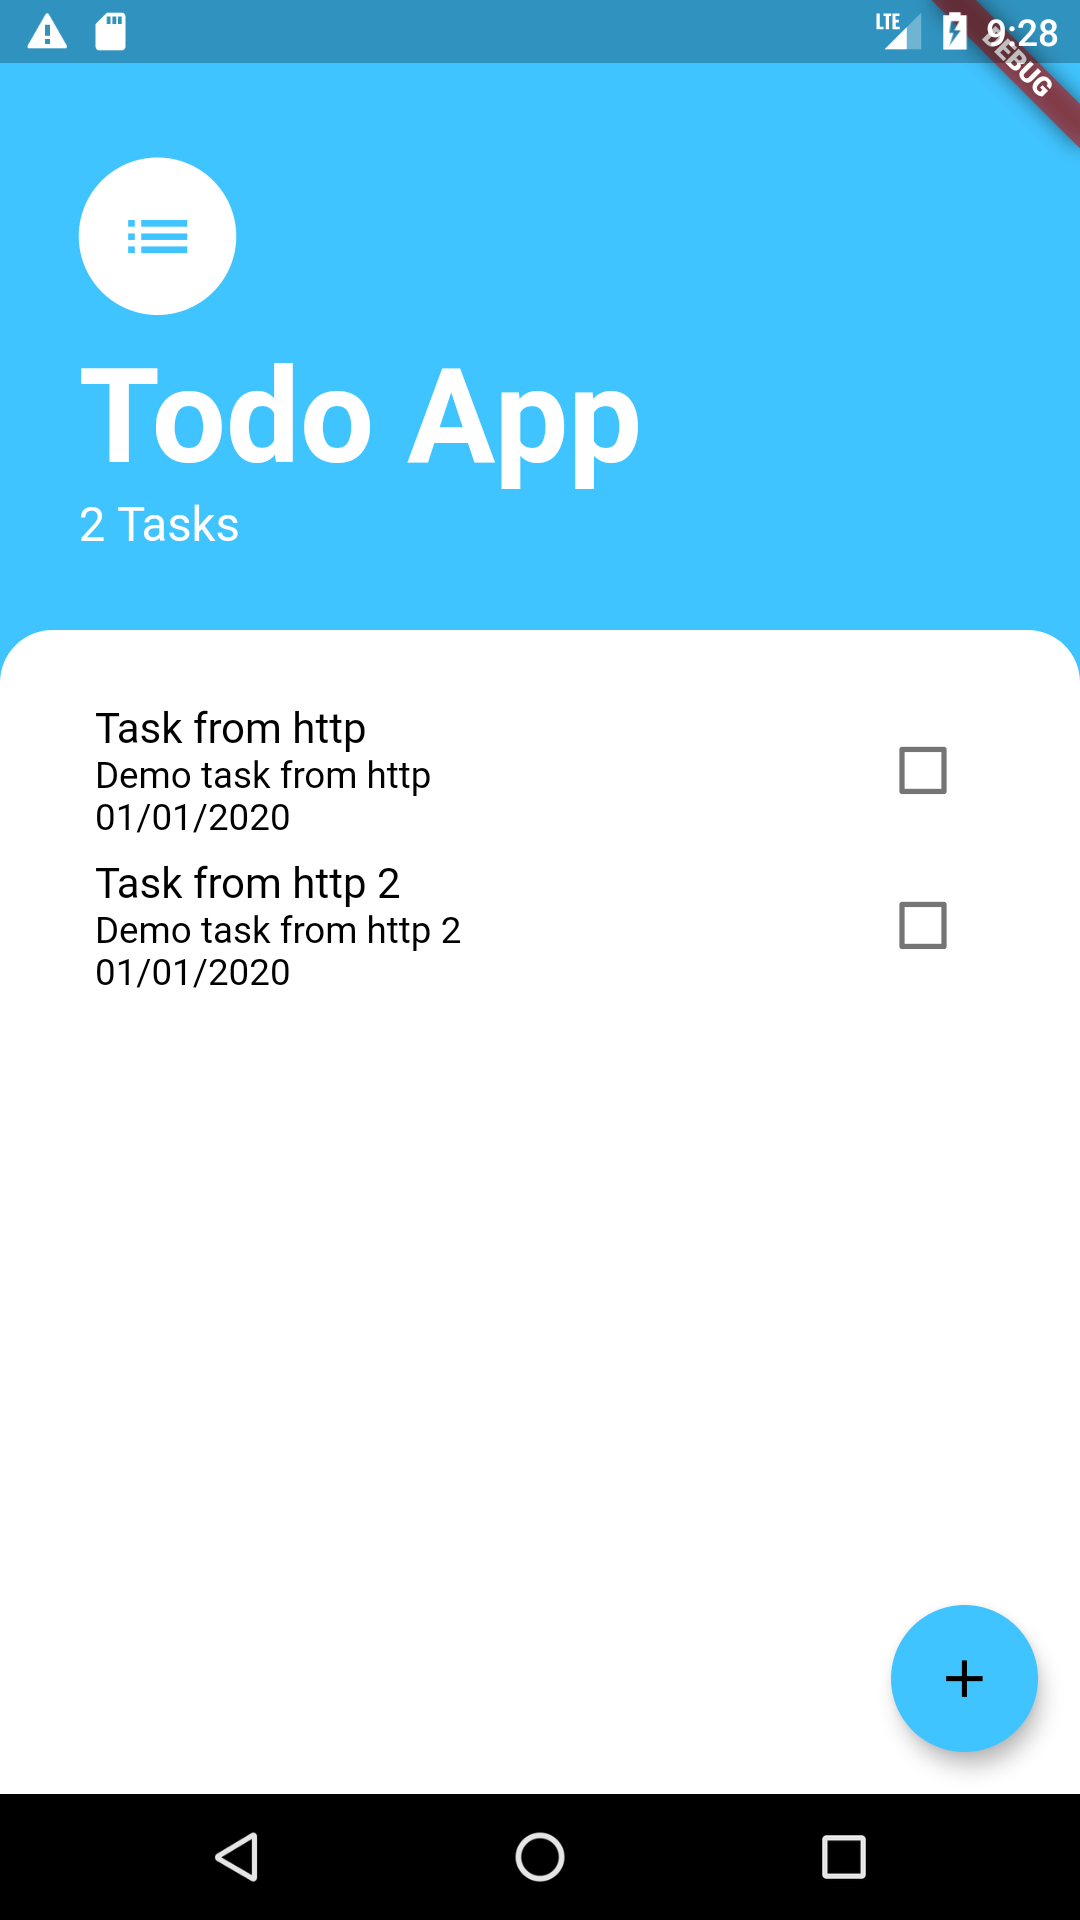 LTE 9:28
DEBUG
Todo App
2 Tasks
Task from http
Demo task from http
01/01/2020
Task from http 2
Demo task from http 2
01/01/2020